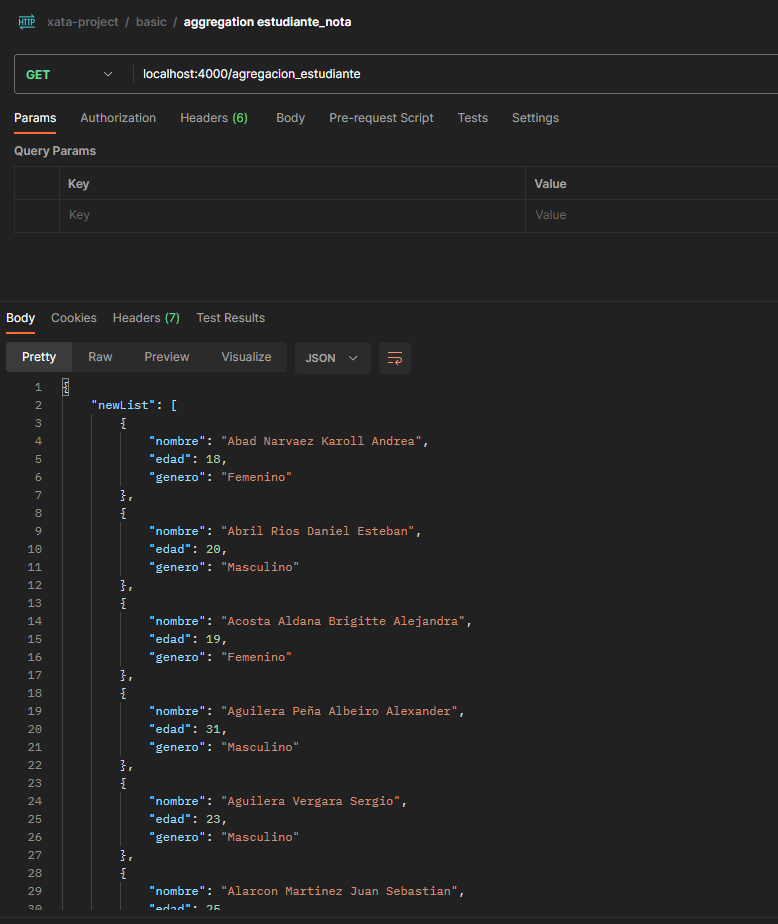 HTTP xata-project / basic / aggregation estudiante_nota
GET localhost:4000/agregacion_estudiante
Params Authorization Headers (6) Body Pre-request Script Tests Settings
Query Params
Key Value
Key Value
Body Cookies Headers (7) Test Results
Pretty Raw Preview Visualize JSON
1 {
2 "newList": [
3 {
4 "nombre": "Abad Narvaez Karoll Andrea",
5 "edad": 18,
6 "genero": "Femenino"
7 },
8 {
9 "nombre": "Abril Rios Daniel Esteban",
10 "edad": 20,
11 "genero": "Masculino"
12 },
13 {
14 "nombre": "Acosta Aldana Brigitte Alejandra",
15 "edad": 19,
16 "genero": "Femenino"
17 },
18 {
19 "nombre": "Aguilera Peña Albeiro Alexander",
20 "edad": 31,
21 "genero": "Masculino"
22 },
23 {
24 "nombre": "Aguilera Vergara Sergio",
25 "edad": 23,
26 "genero": "Masculino"
27 },
28 {
29 "nombre": "Alarcon Martinez Juan Sebastian",
30 "edad": 25,